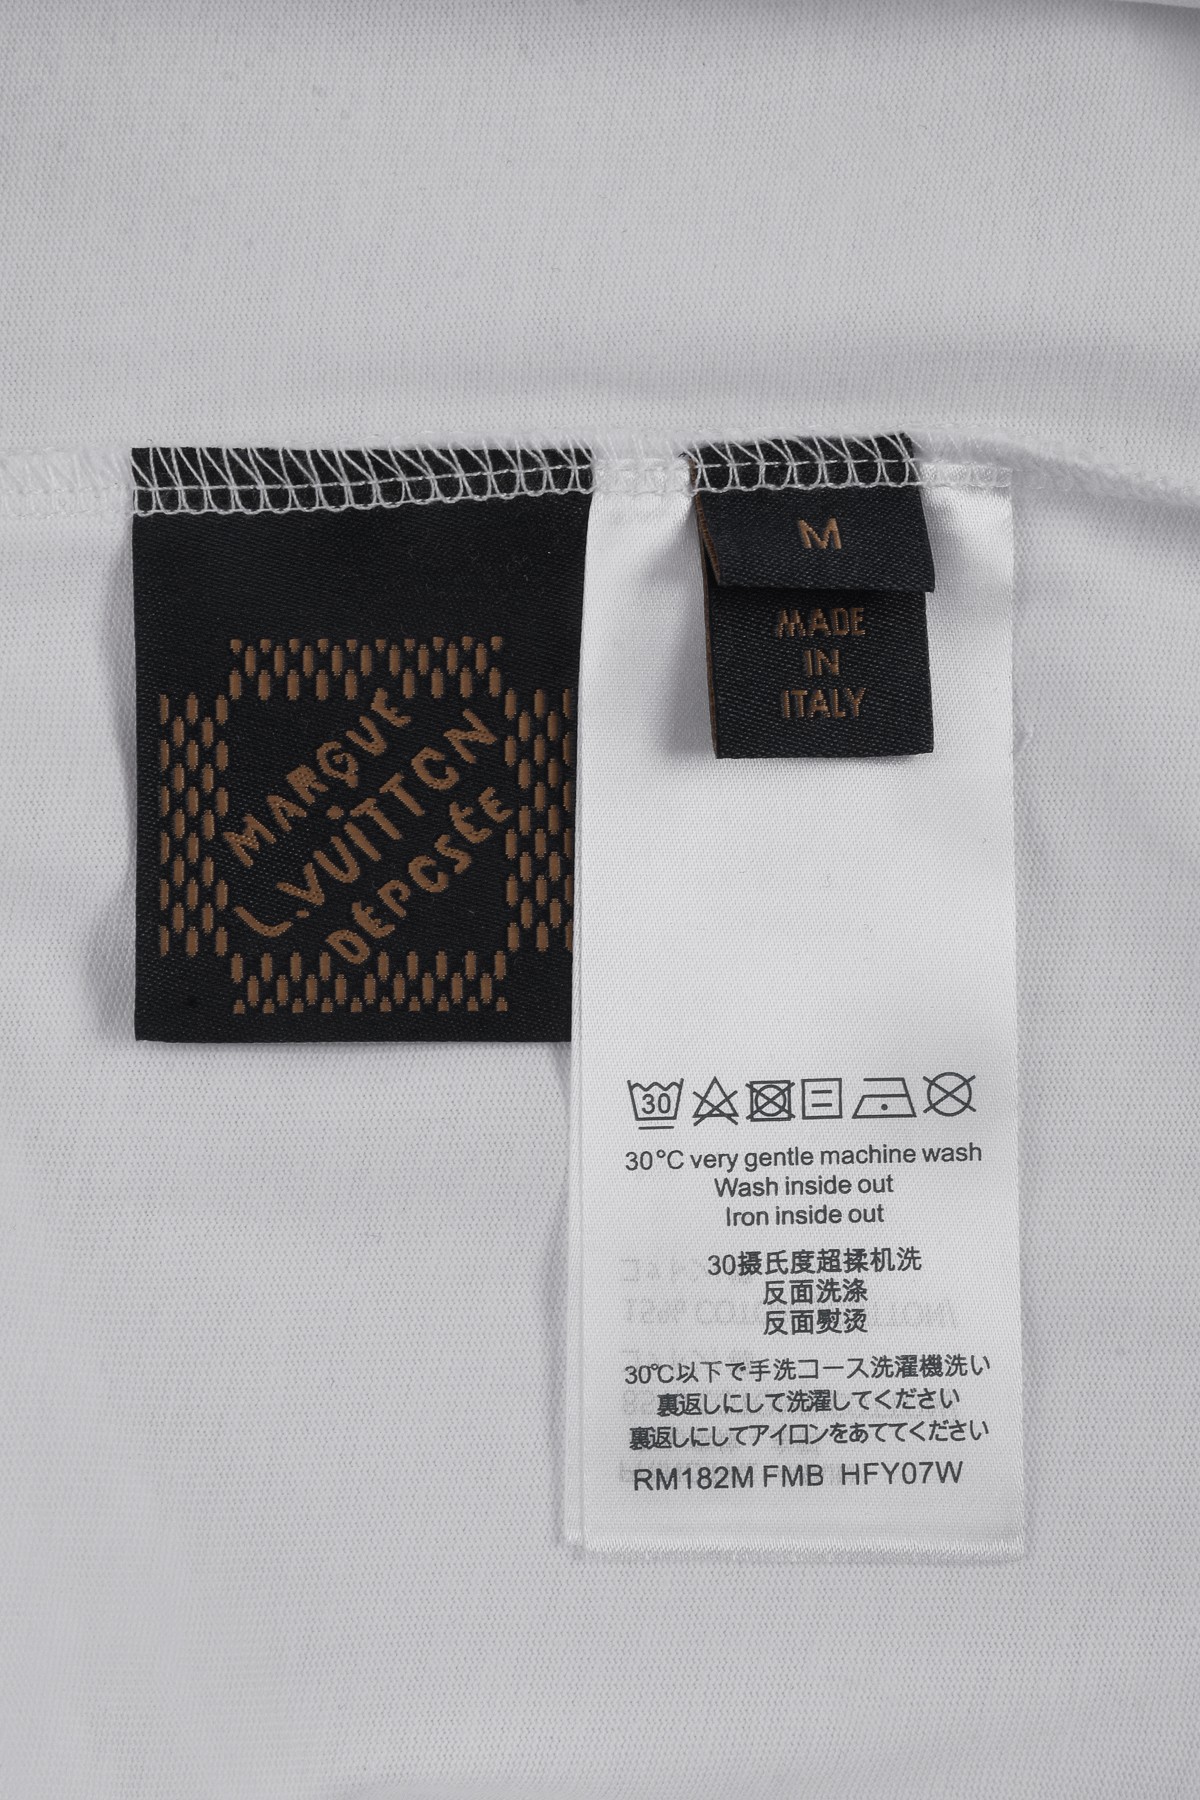 MARQUE
L.VUITTON
DÉPOSÉE
M
MADE
IN
ITALY
30
30°C very gentle machine wash
Wash inside out
Iron inside out
30摄氏度超揉机洗
反面洗涤
反面熨烫
30℃以下で手洗コース洗濯機洗い
裏返しにして洗濯してください
裏返しにしてアイロンをあててください
RM182M FMB HFY07W